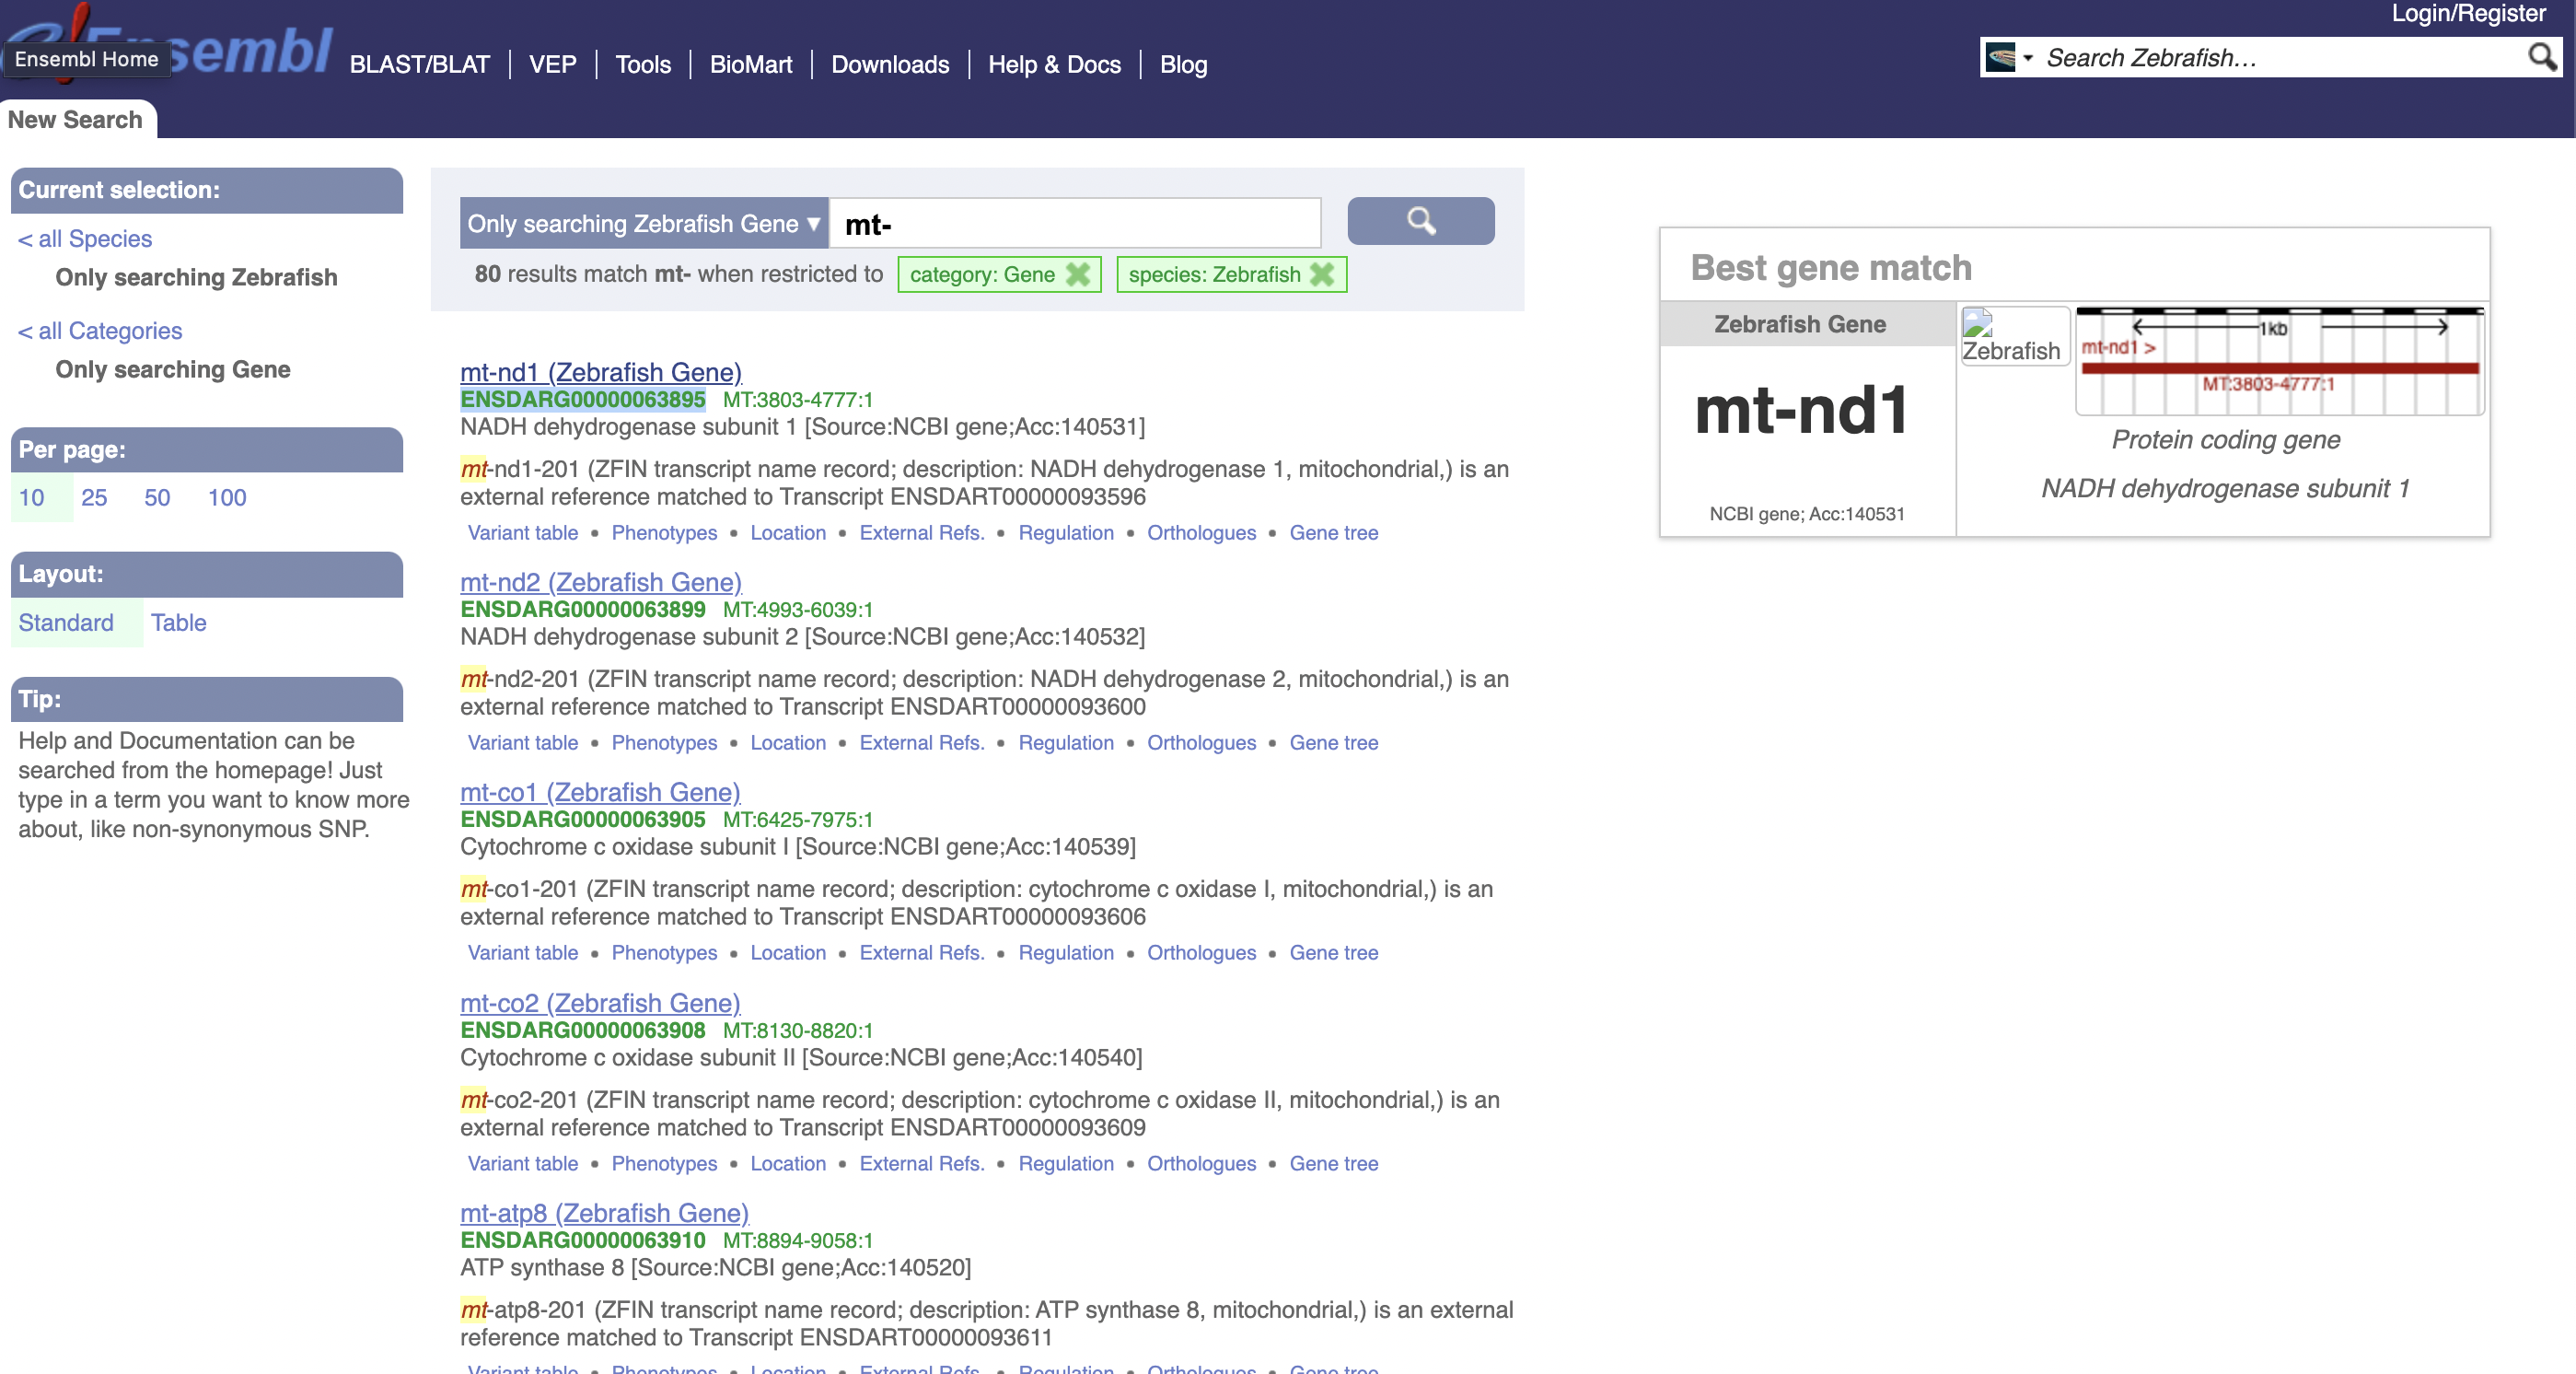 Login/Register
Ensembl
Ensembl Home
BLAST/BLAT | VEP | Tools | BioMart | Downloads | Help & Docs | Blog
Search Zebrafish…
New Search
Current selection:
< all Species
Only searching Zebrafish
< all Categories
Only searching Gene
Per page:
10 25 50 100
Layout:
Standard Table
Tip:
Help and Documentation can be
searched from the homepage! Just
type in a term you want to know more
about, like non-synonymous SNP.
Only searching Zebrafish Gene ▼ mt-
80 results match mt- when restricted to category: Gene species: Zebrafish
mt-nd1 (Zebrafish Gene)
ENSDARG00000063895 MT:3803-4777:1
NADH dehydrogenase subunit 1 [Source:NCBI gene;Acc:140531]
mt-nd1-201 (ZFIN transcript name record; description: NADH dehydrogenase 1, mitochondrial,) is an
external reference matched to Transcript ENSDART00000093596
Variant table • Phenotypes • Location • External Refs. • Regulation • Orthologues • Gene tree
mt-nd2 (Zebrafish Gene)
ENSDARG00000063899 MT:4993-6039:1
NADH dehydrogenase subunit 2 [Source:NCBI gene;Acc:140532]
mt-nd2-201 (ZFIN transcript name record; description: NADH dehydrogenase 2, mitochondrial,) is an
external reference matched to Transcript ENSDART00000093600
Variant table • Phenotypes • Location • External Refs. • Regulation • Orthologues • Gene tree
mt-co1 (Zebrafish Gene)
ENSDARG00000063905 MT:6425-7975:1
Cytochrome c oxidase subunit I [Source:NCBI gene;Acc:140539]
mt-co1-201 (ZFIN transcript name record; description: cytochrome c oxidase I, mitochondrial,) is an
external reference matched to Transcript ENSDART00000093606
Variant table • Phenotypes • Location • External Refs. • Regulation • Orthologues • Gene tree
mt-co2 (Zebrafish Gene)
ENSDARG00000063908 MT:8130-8820:1
Cytochrome c oxidase subunit II [Source:NCBI gene;Acc:140540]
mt-co2-201 (ZFIN transcript name record; description: cytochrome c oxidase II, mitochondrial,) is an
external reference matched to Transcript ENSDART00000093609
Variant table • Phenotypes • Location • External Refs. • Regulation • Orthologues • Gene tree
mt-atp8 (Zebrafish Gene)
ENSDARG00000063910 MT:8894-9058:1
ATP synthase 8 [Source:NCBI gene;Acc:140520]
mt-atp8-201 (ZFIN transcript name record; description: ATP synthase 8, mitochondrial,) is an external
reference matched to Transcript ENSDART00000093611
Variant table • Phenotypes • Location • External Refs. • Regulation • Orthologues • Gene tree
Best gene match
Zebrafish Gene
mt-nd1
NCBI gene; Acc:140531
Zebrafish
1kb
mt-nd1 >
MT:3803-4777:1
Protein coding gene
NADH dehydrogenase subunit 1